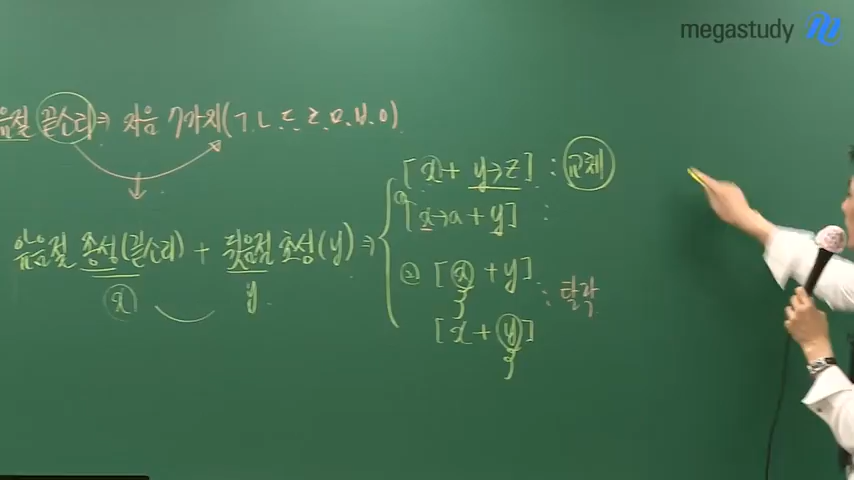 megastudy
음절 끝소리 ⇒ 자음 7가지(ㄱ.ㄴ.ㄷ.ㄹ.ㅁ.ㅂ.ㅇ)
[x + y→z] : 교체
① [x→a + y] :
앞음절 종성(끝소리) + 뒷음절 초성(y) ⇒
x y
② [x + y]
: 탈락
[x + y]